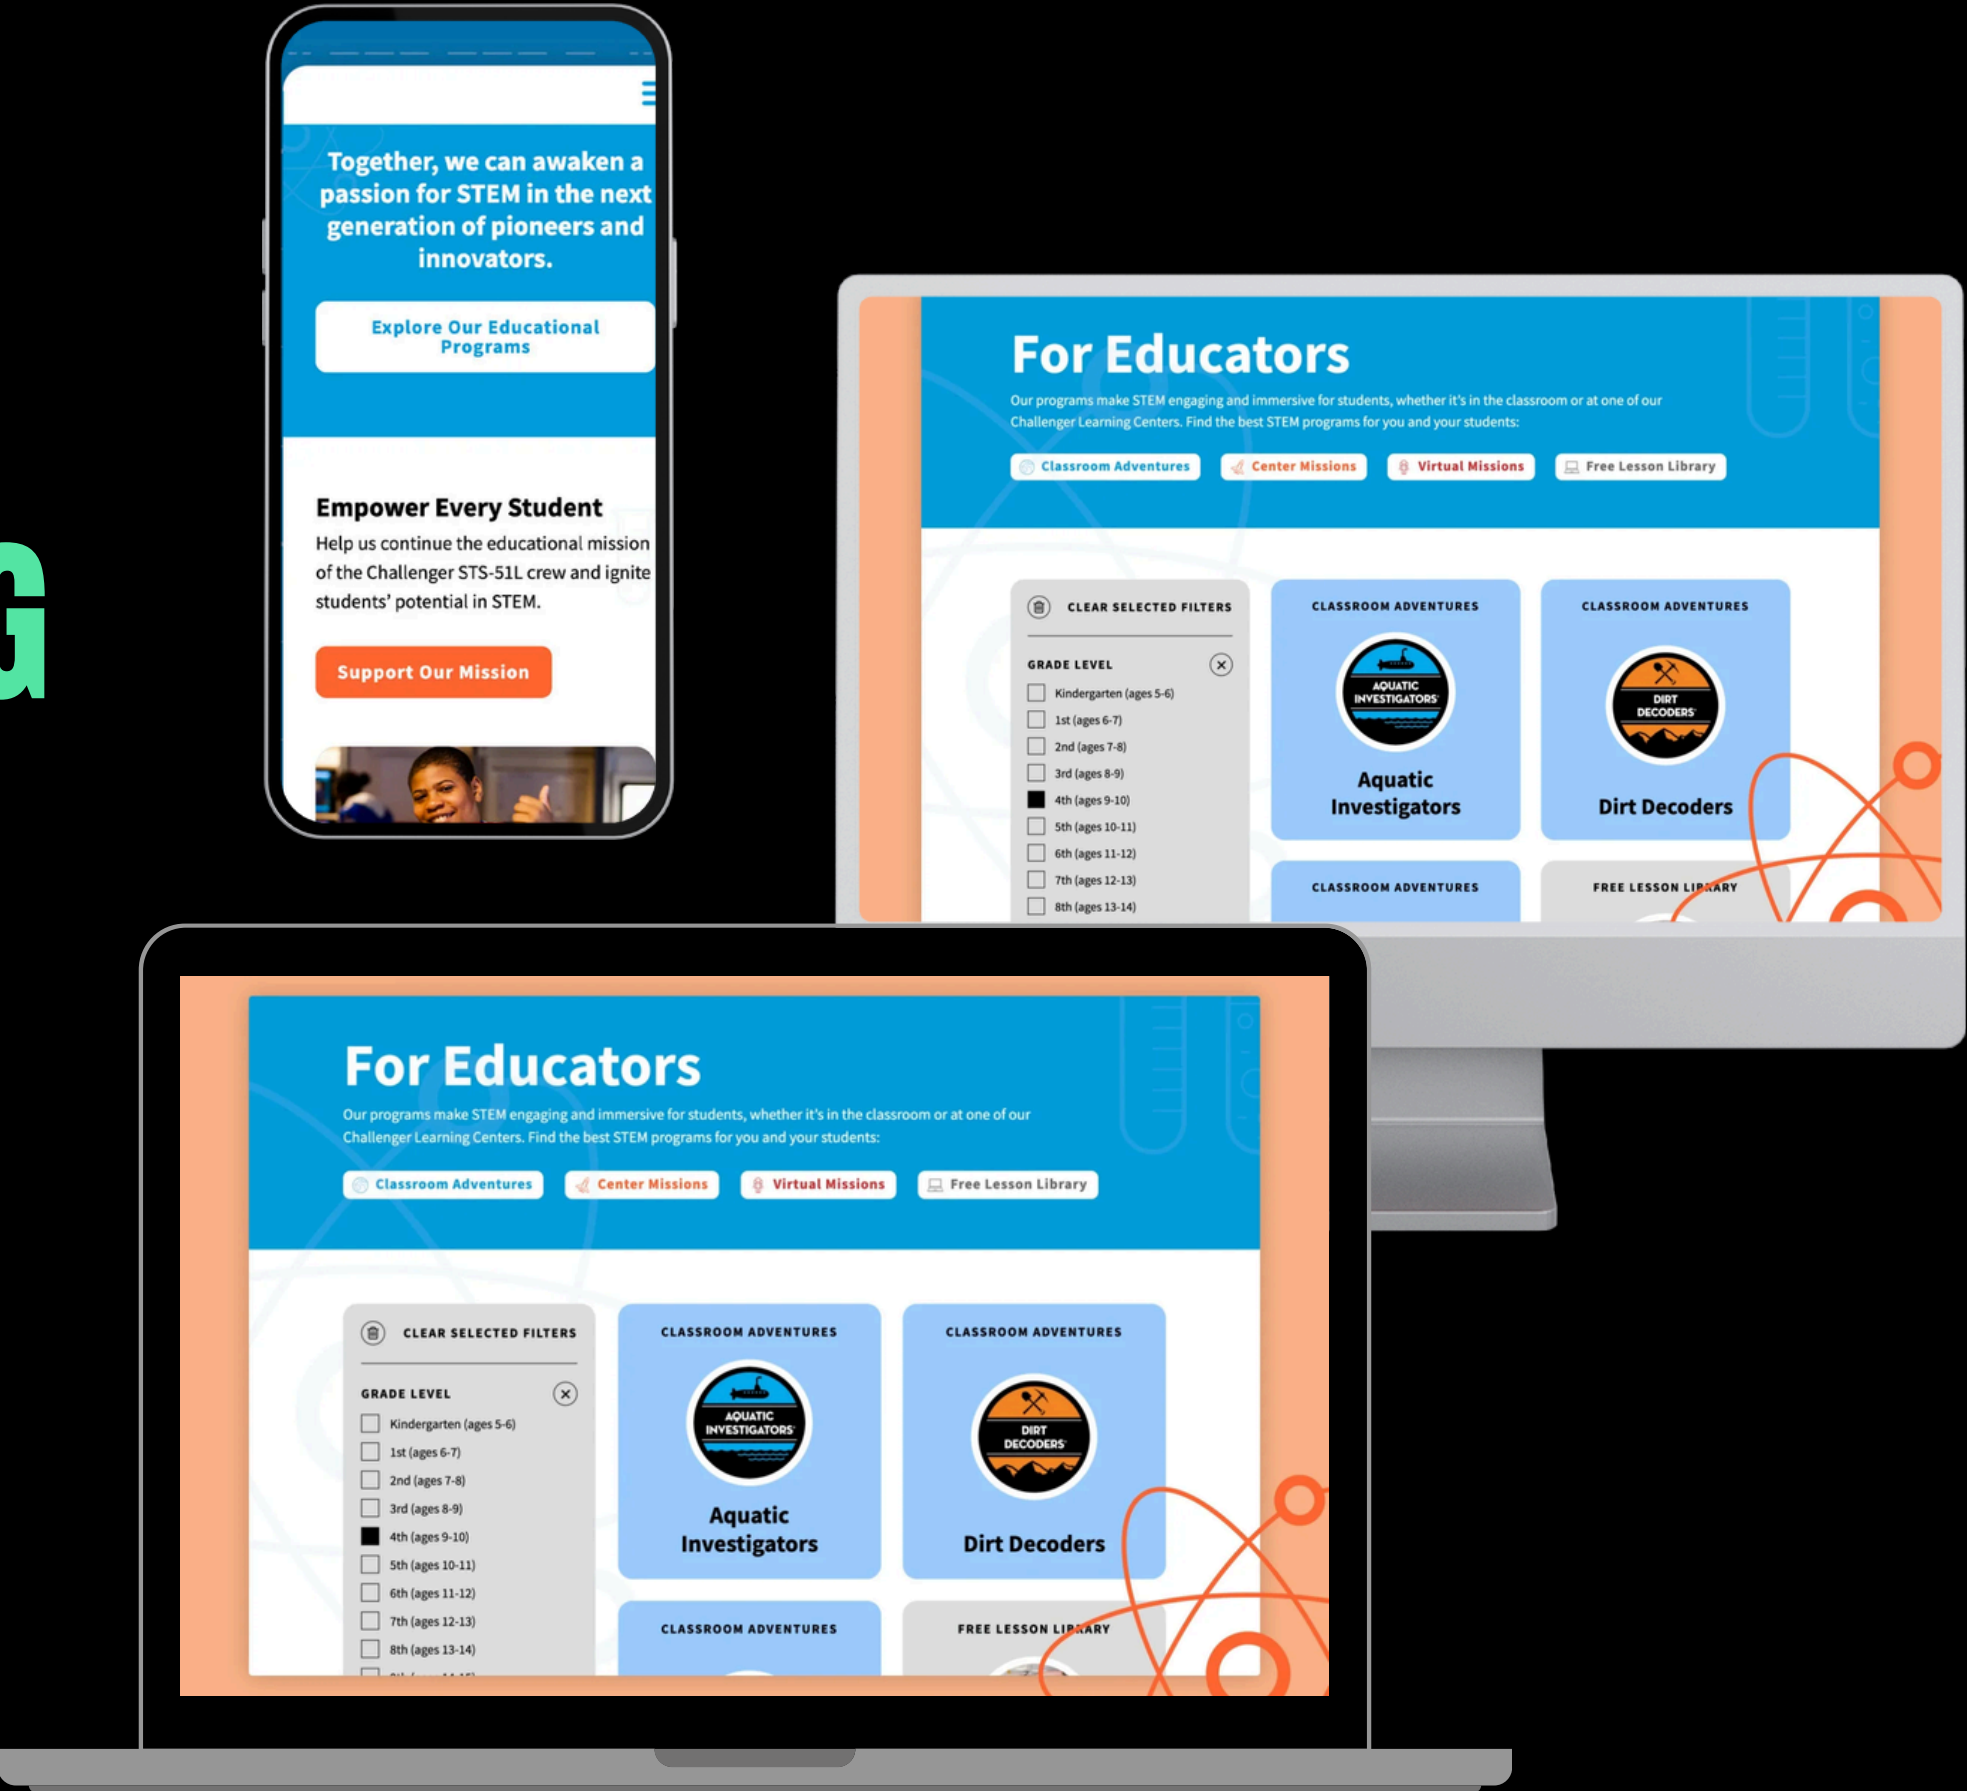 G
Together, we can awaken a
passion for STEM in the next
generation of pioneers and
innovators.
Explore Our Educational
Programs
Empower Every Student
Help us continue the educational mission
of the Challenger STS-51L crew and ignite
students' potential in STEM.
Support Our Mission
For Educators
Our programs make STEM engaging and immersive for students, whether it's in the classroom or at one of our
Challenger Learning Centers. Find the best STEM programs for you and your students:
Classroom Adventures Center Missions Virtual Missions Free Lesson Library
CLEAR SELECTED FILTERS
GRADE LEVEL
Kindergarten (ages 5-6)
1st (ages 6-7)
2nd (ages 7-8)
3rd (ages 8-9)
4th (ages 9-10)
5th (ages 10-11)
6th (ages 11-12)
7th (ages 12-13)
8th (ages 13-14)
CLASSROOM ADVENTURES
AQUATIC
INVESTIGATORS
Aquatic
Investigators
CLASSROOM ADVENTURES
DIRT
DECODERS
Dirt Decoders
CLASSROOM ADVENTURES
FREE LESSON LIBRARY
For Educators
Our programs make STEM engaging and immersive for students, whether it's in the classroom or at one of our
Challenger Learning Centers. Find the best STEM programs for you and your students:
Classroom Adventures Center Missions Virtual Missions Free Lesson Library
CLEAR SELECTED FILTERS
GRADE LEVEL
Kindergarten (ages 5-6)
1st (ages 6-7)
2nd (ages 7-8)
3rd (ages 8-9)
4th (ages 9-10)
5th (ages 10-11)
6th (ages 11-12)
7th (ages 12-13)
8th (ages 13-14)
CLASSROOM ADVENTURES
AQUATIC
INVESTIGATORS
Aquatic
Investigators
CLASSROOM ADVENTURES
DIRT
DECODERS
Dirt Decoders
CLASSROOM ADVENTURES
FREE LESSON LIBRARY